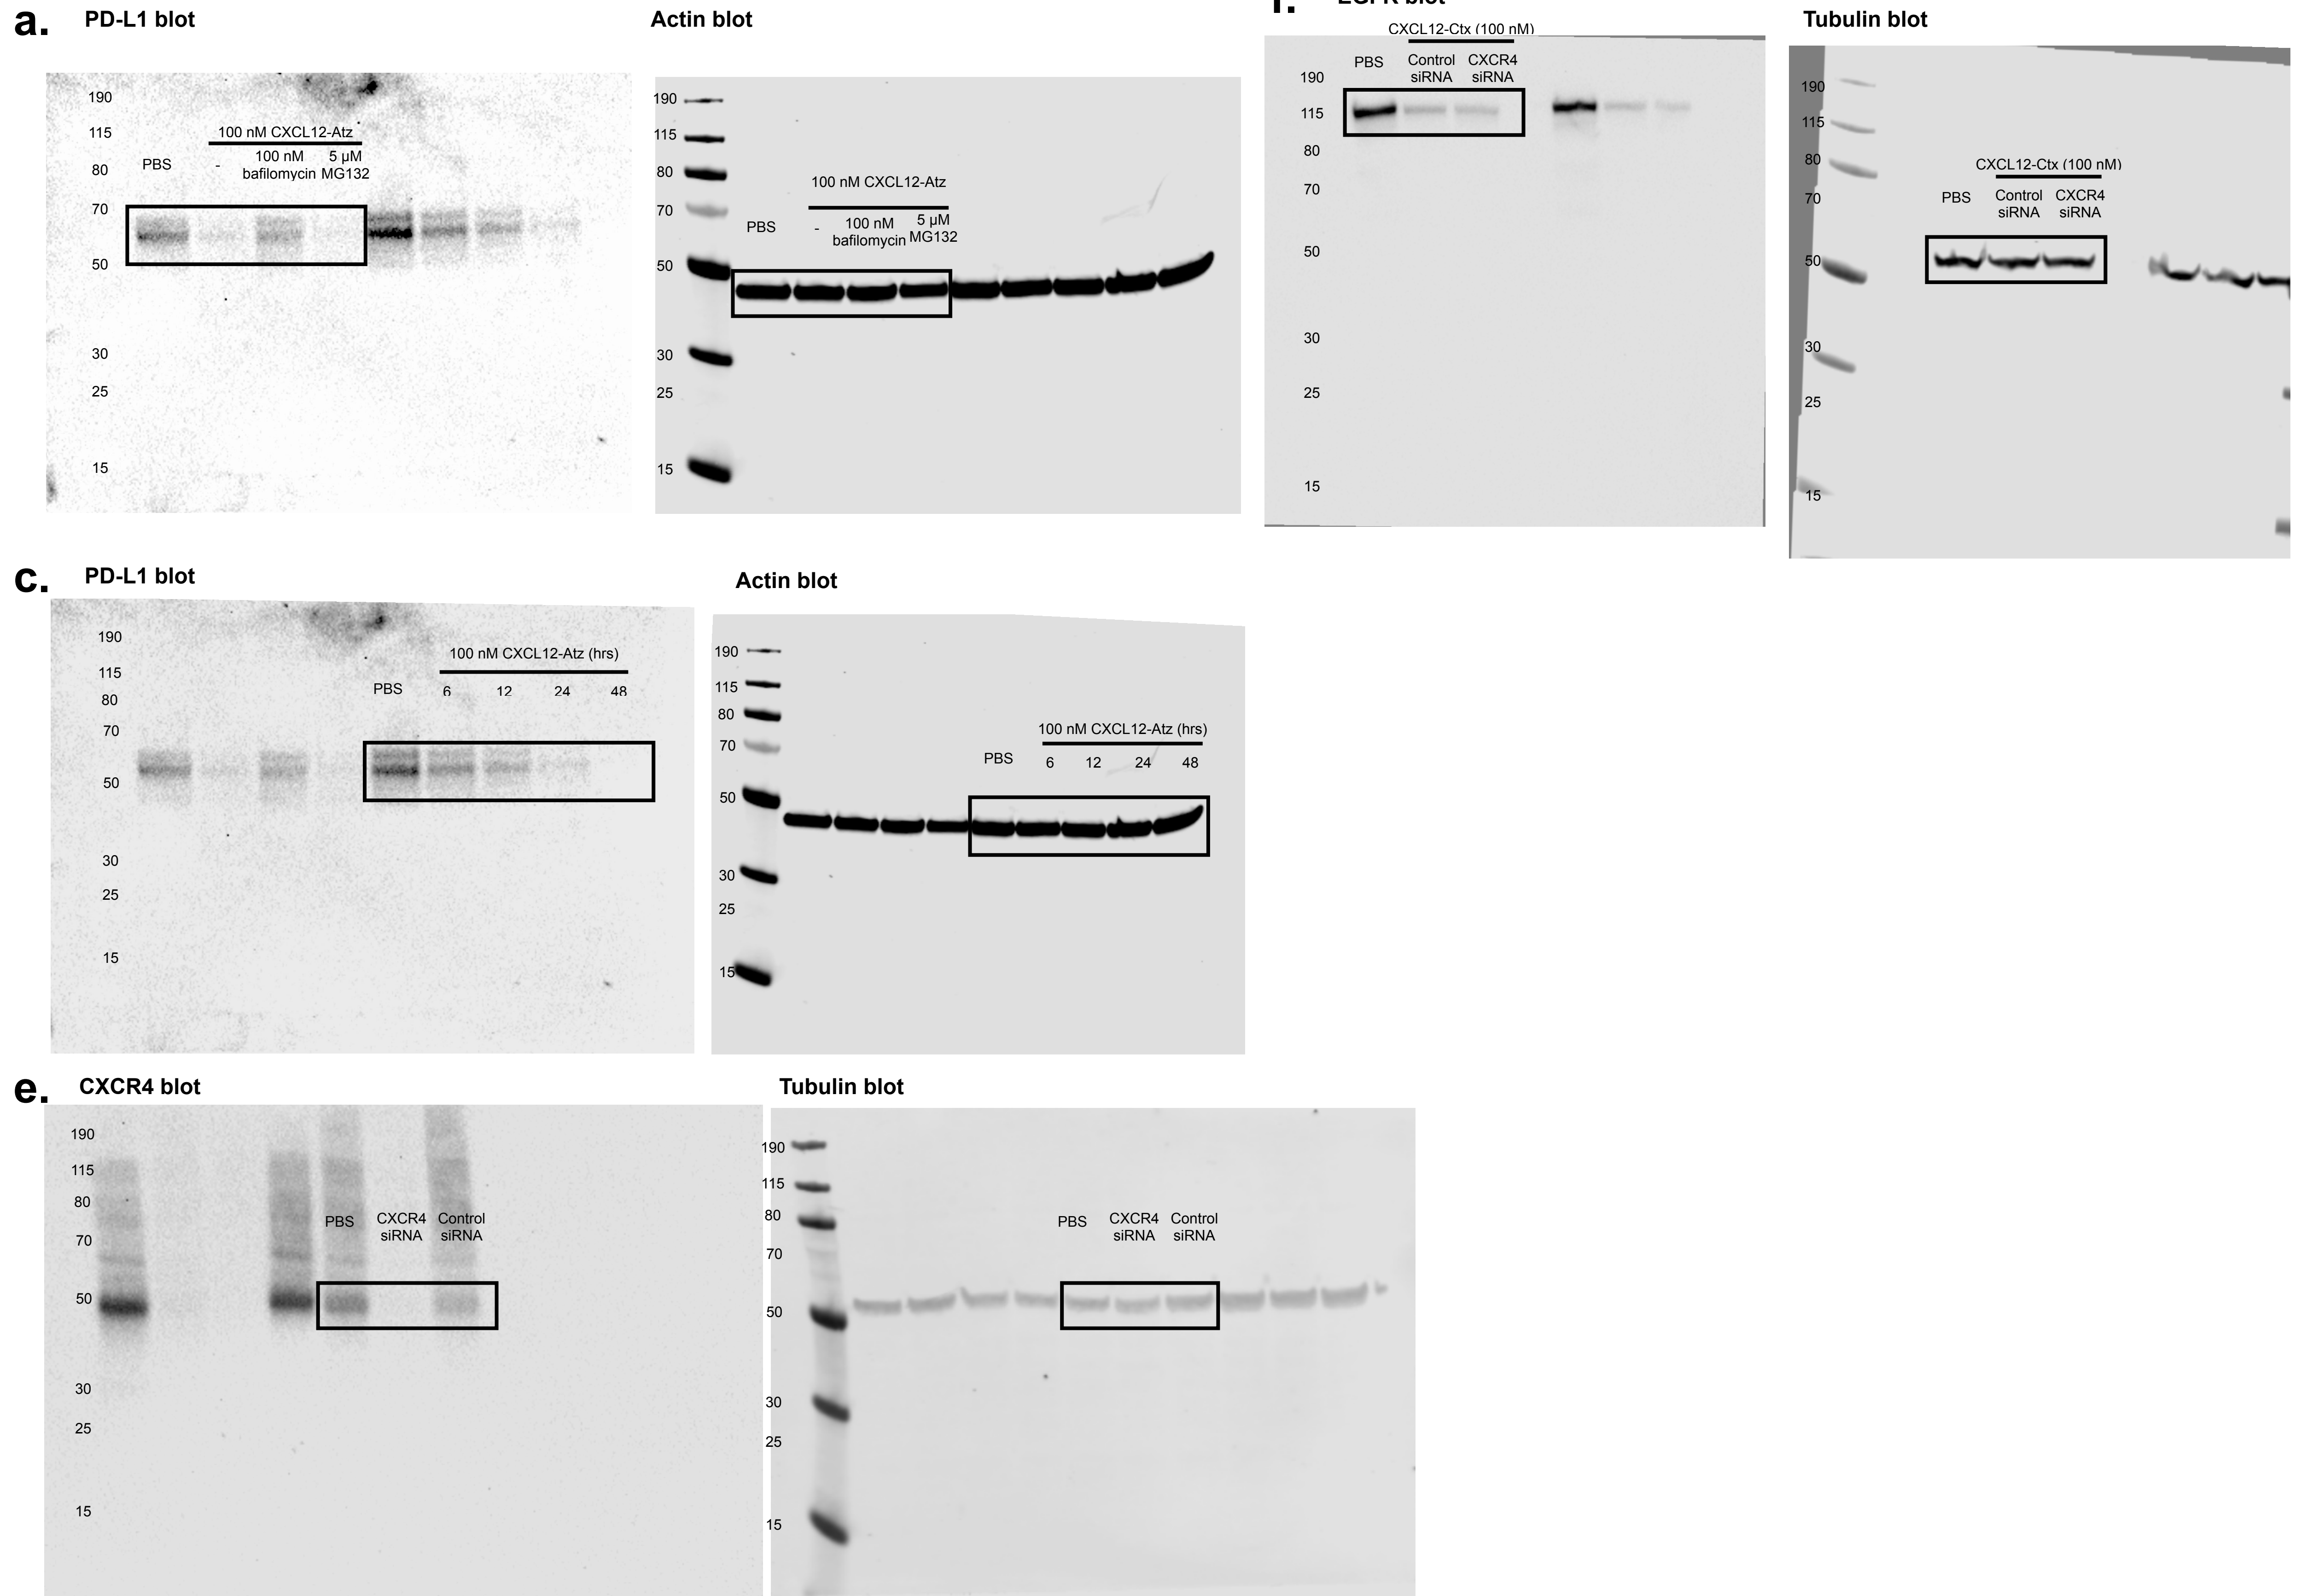 a. PD-L1 blot
190
115
100 nM CXCL12-Atz
PBS - 100 nM 5 µM
bafilomycin MG132
80
70
50
30
25
15
Actin blot
190
115
80
100 nM CXCL12-Atz
70
PBS - 100 nM 5 µM
bafilomycin MG132
50
30
25
15
f. EGFR blot
CXCL12-Ctx (100 nM)
PBS Control CXCR4
siRNA siRNA
190
115
80
70
50
30
25
15
Tubulin blot
190
115
80
CXCL12-Ctx (100 nM)
70
PBS Control CXCR4
siRNA siRNA
50
30
25
15
c. PD-L1 blot
190
100 nM CXCL12-Atz (hrs)
115
PBS 6 12 24 48
80
70
50
30
25
15
Actin blot
190
115
80
100 nM CXCL12-Atz (hrs)
70
PBS 6 12 24 48
50
30
25
15
e. CXCR4 blot
190
115
80
PBS CXCR4 Control
siRNA siRNA
70
50
30
25
15
Tubulin blot
190
115
80
PBS CXCR4 Control
siRNA siRNA
70
50
30
25
15